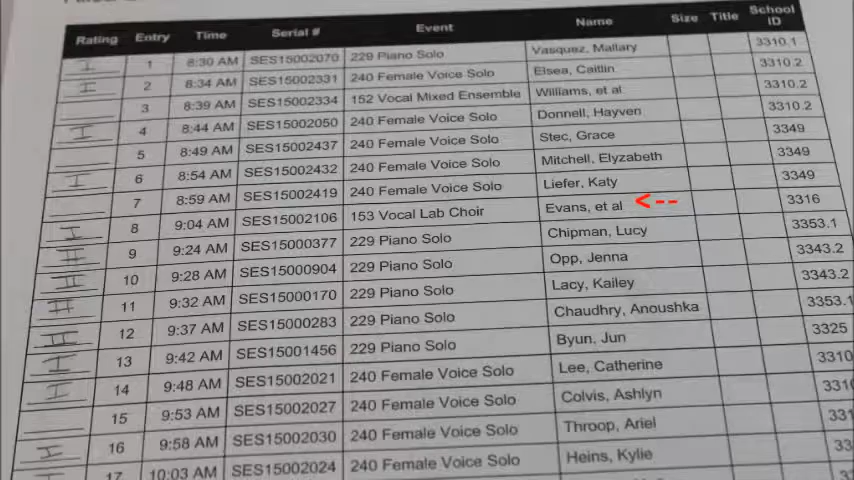 Rating Entry Time Serial # Event Name Size Title School ID
I 1 8:30 AM SES15002070 229 Piano Solo Vasquez, Mallary 3310.1
I 2 8:34 AM SES15002331 240 Female Voice Solo Elsea, Caitlin 3310.2
3 8:39 AM SES15002334 152 Vocal Mixed Ensemble Williams, et al 3310.2
I 4 8:44 AM SES15002050 240 Female Voice Solo Donnell, Hayven 3310.2
5 8:49 AM SES15002437 240 Female Voice Solo Stec, Grace 3349
I 6 8:54 AM SES15002432 240 Female Voice Solo Mitchell, Elyzabeth 3349
7 8:59 AM SES15002419 240 Female Voice Solo Liefer, Katy 3349
I 8 9:04 AM SES15002106 153 Vocal Lab Choir Evans, et al <-- 3316
II 9 9:24 AM SES15000377 229 Piano Solo Chipman, Lucy 3353.1
II 10 9:28 AM SES15000904 229 Piano Solo Opp, Jenna 3343.2
II 11 9:32 AM SES15000170 229 Piano Solo Lacy, Kailey 3343.2
II 12 9:37 AM SES15000283 229 Piano Solo Chaudhry, Anoushka 3353.1
I 13 9:42 AM SES15001456 229 Piano Solo Byun, Jun 3325
I 14 9:48 AM SES15002021 240 Female Voice Solo Lee, Catherine 3310
15 9:53 AM SES15002027 240 Female Voice Solo Colvis, Ashlyn 3310
I 16 9:58 AM SES15002030 240 Female Voice Solo Throop, Ariel 331
I 17 10:03 AM SES15002024 240 Female Voice Solo Heins, Kylie 33